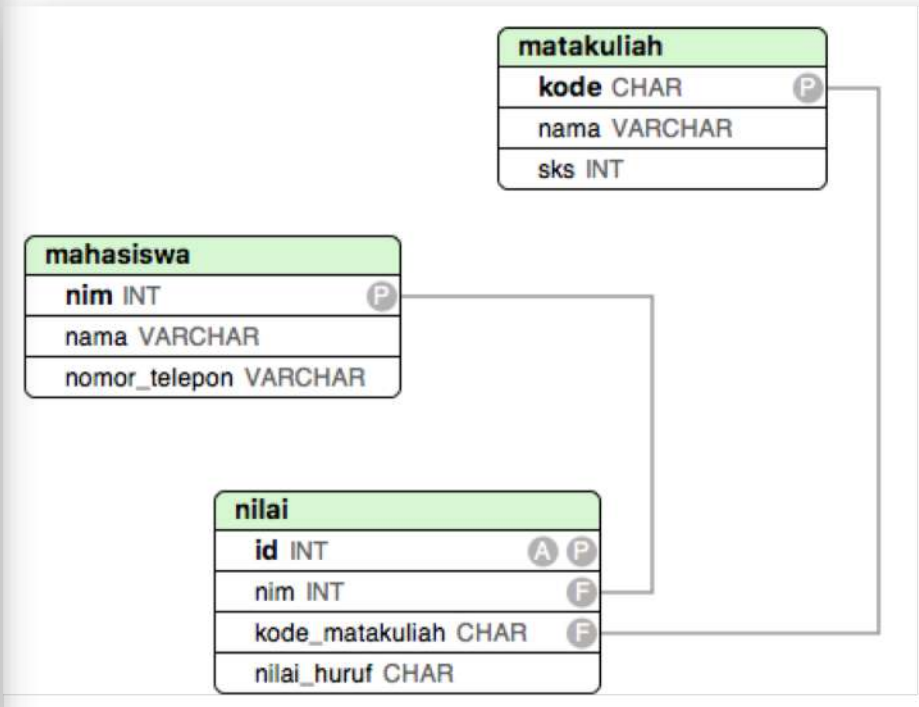 matakuliah
kode CHAR P
nama VARCHAR
sks INT
mahasiswa
nim INT P
nama VARCHAR
nomor_telepon VARCHAR
nilai
id INT A P
nim INT F
kode_matakuliah CHAR F
nilai_huruf CHAR